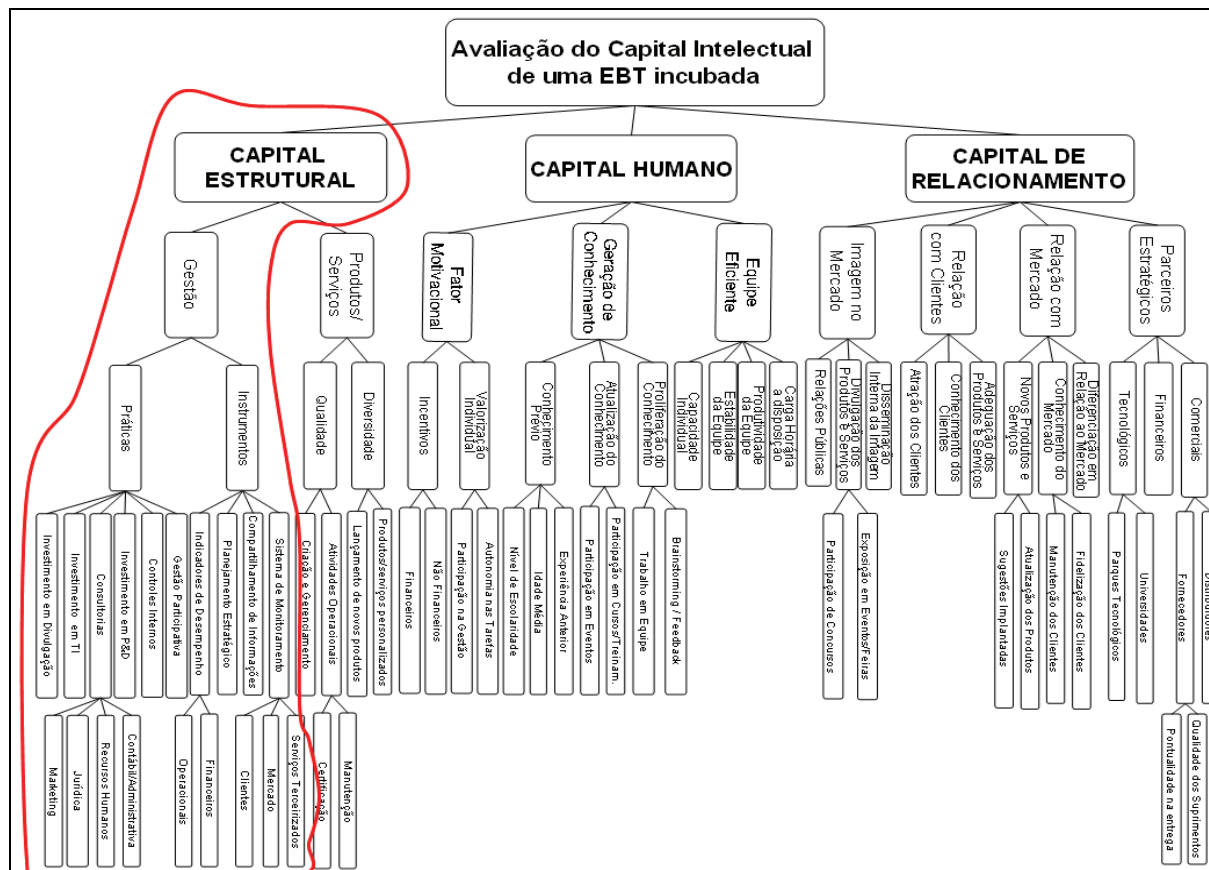 Avaliação do Capital Intelectual
de uma EBT incubada
CAPITAL
ESTRUTURAL
CAPITAL HUMANO
CAPITAL DE
RELACIONAMENTO
Gestão
Produtos/
Serviços
Fator
Motivacional
Geração de
Conhecimento
Equipe
Eficiente
Imagem no
Mercado
Relação
com Clientes
Relação com
Mercado
Parceiros
Estratégicos
Práticas
Instrumentos
Qualidade
Diversidade
Incentivos
Valorização
Individual
Conhecimento
Prévio
Atualização do
Conhecimento
Proliferação do
Conhecimento
Capacidade
Individual
Estabilidade
da Equipe
Produtividade
da Equipe
Carga Horária
a disposição
Relações Públicas
Divulgação dos
Produtos e Serviços
Disseminação
Interna da Imagem
Atração dos Clientes
Conhecimento dos
Clientes
Adequação dos
Produtos e Serviços
Novos Produtos e
Serviços
Conhecimento do
Mercado
Diferenciação em
Relação ao Mercado
Tecnológicos
Financeiros
Comerciais
Investimento em Divulgação
Investimento em TI
Consultorias
Investimento em P&D
Controles Internos
Gestão Participativa
Indicadores de Desempenho
Planejamento Estratégico
Compartilhamento de Informações
Sistema de Monitoramento
Criação e Gerenciamento
Atividades Operacionais
Lançamento de novos produtos
Produtos/serviços personalizados
Financeiros
Não Financeiros
Participação na Gestão
Autonomia nas Tarefas
Nível de Escolaridade
Idade Média
Experiência Anterior
Participação em Eventos
Participação em Cursos/Treinam.
Trabalho em Equipe
Brainstorming / Feedback
Participação de Concursos
Exposição em Eventos/Feiras
Sugestões Implantadas
Atualização dos Produtos
Manutenção dos Clientes
Fidelização dos Clientes
Parques Tecnológicos
Universidades
Fornecedores
Marketing
Jurídica
Recursos Humanos
Contábil/Administrativa
Operacionais
Financeiros
Clientes
Mercado
Serviços Terceirizados
Certificação
Manutenção
Pontualidade na entrega
Qualidade dos Suprimentos